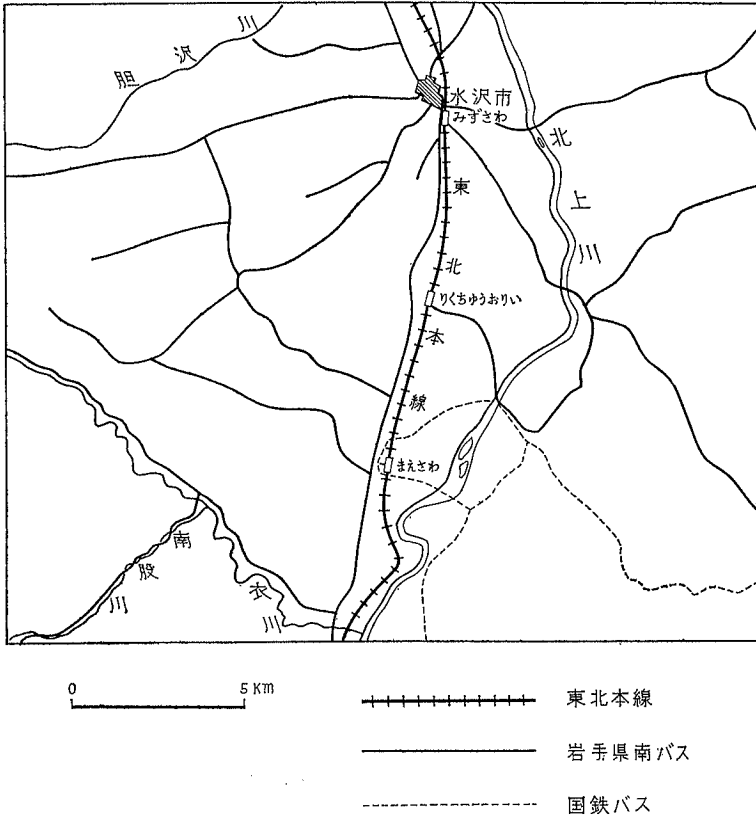 胆沢川
水沢市
みずさわ
北上川
東北本線
りくちゅうおりい
まえさわ
南股川
衣川
0 5 Km
東北本線
岩手県南バス
国鉄バス